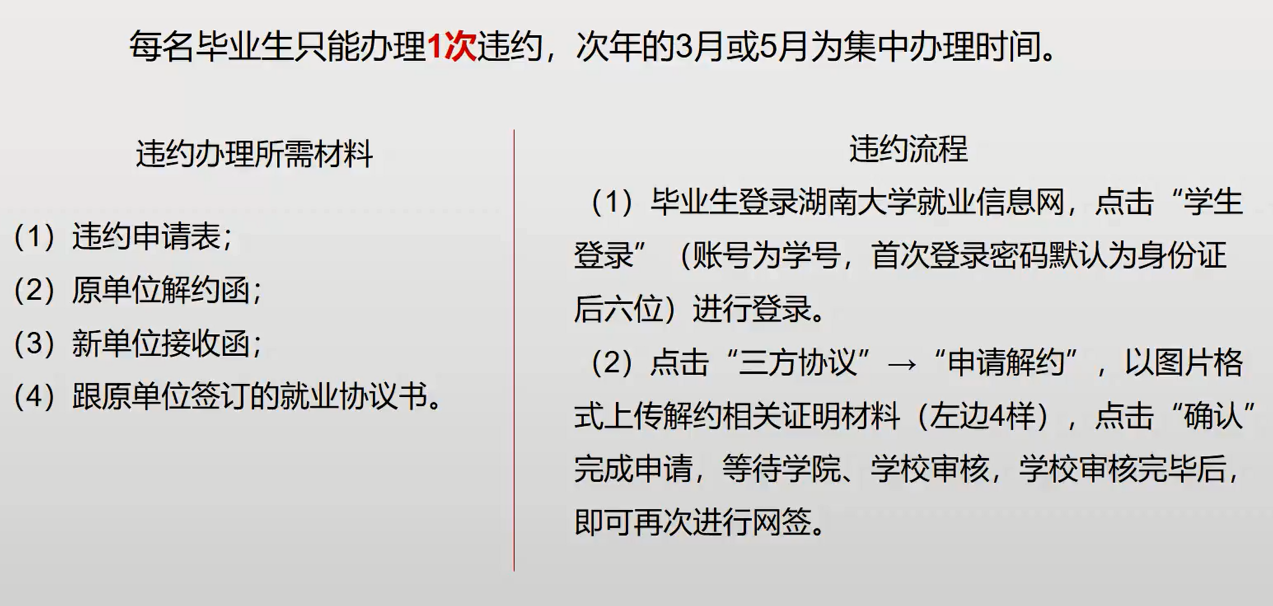 每名毕业生只能办理1次违约，次年的3月或5月为集中办理时间。
违约办理所需材料
（1）违约申请表；
（2）原单位解约函；
（3）新单位接收函；
（4）跟原单位签订的就业协议书。
违约流程
（1）毕业生登录湖南大学就业信息网，点击“学生
登录”（账号为学号，首次登录密码默认为身份证
后六位）进行登录。
（2）点击“三方协议”→“申请解约”，以图片格
式上传解约相关证明材料（左边4样），点击“确认”
完成申请，等待学院、学校审核，学校审核完毕后，
即可再次进行网签。